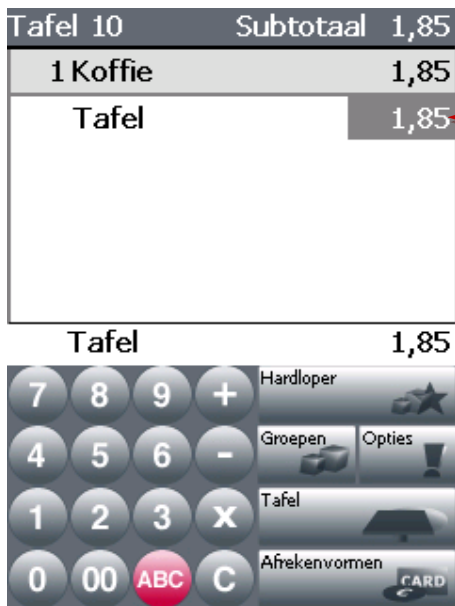 Tafel 10 Subtotaal 1,85
1 Koffie 1,85
Tafel 1,85
Tafel 1,85
7 8 9 + Hardloper
4 5 6 - Groepen Opties
1 2 3 X Tafel
0 00 ABC C Afrekenvormen CARD